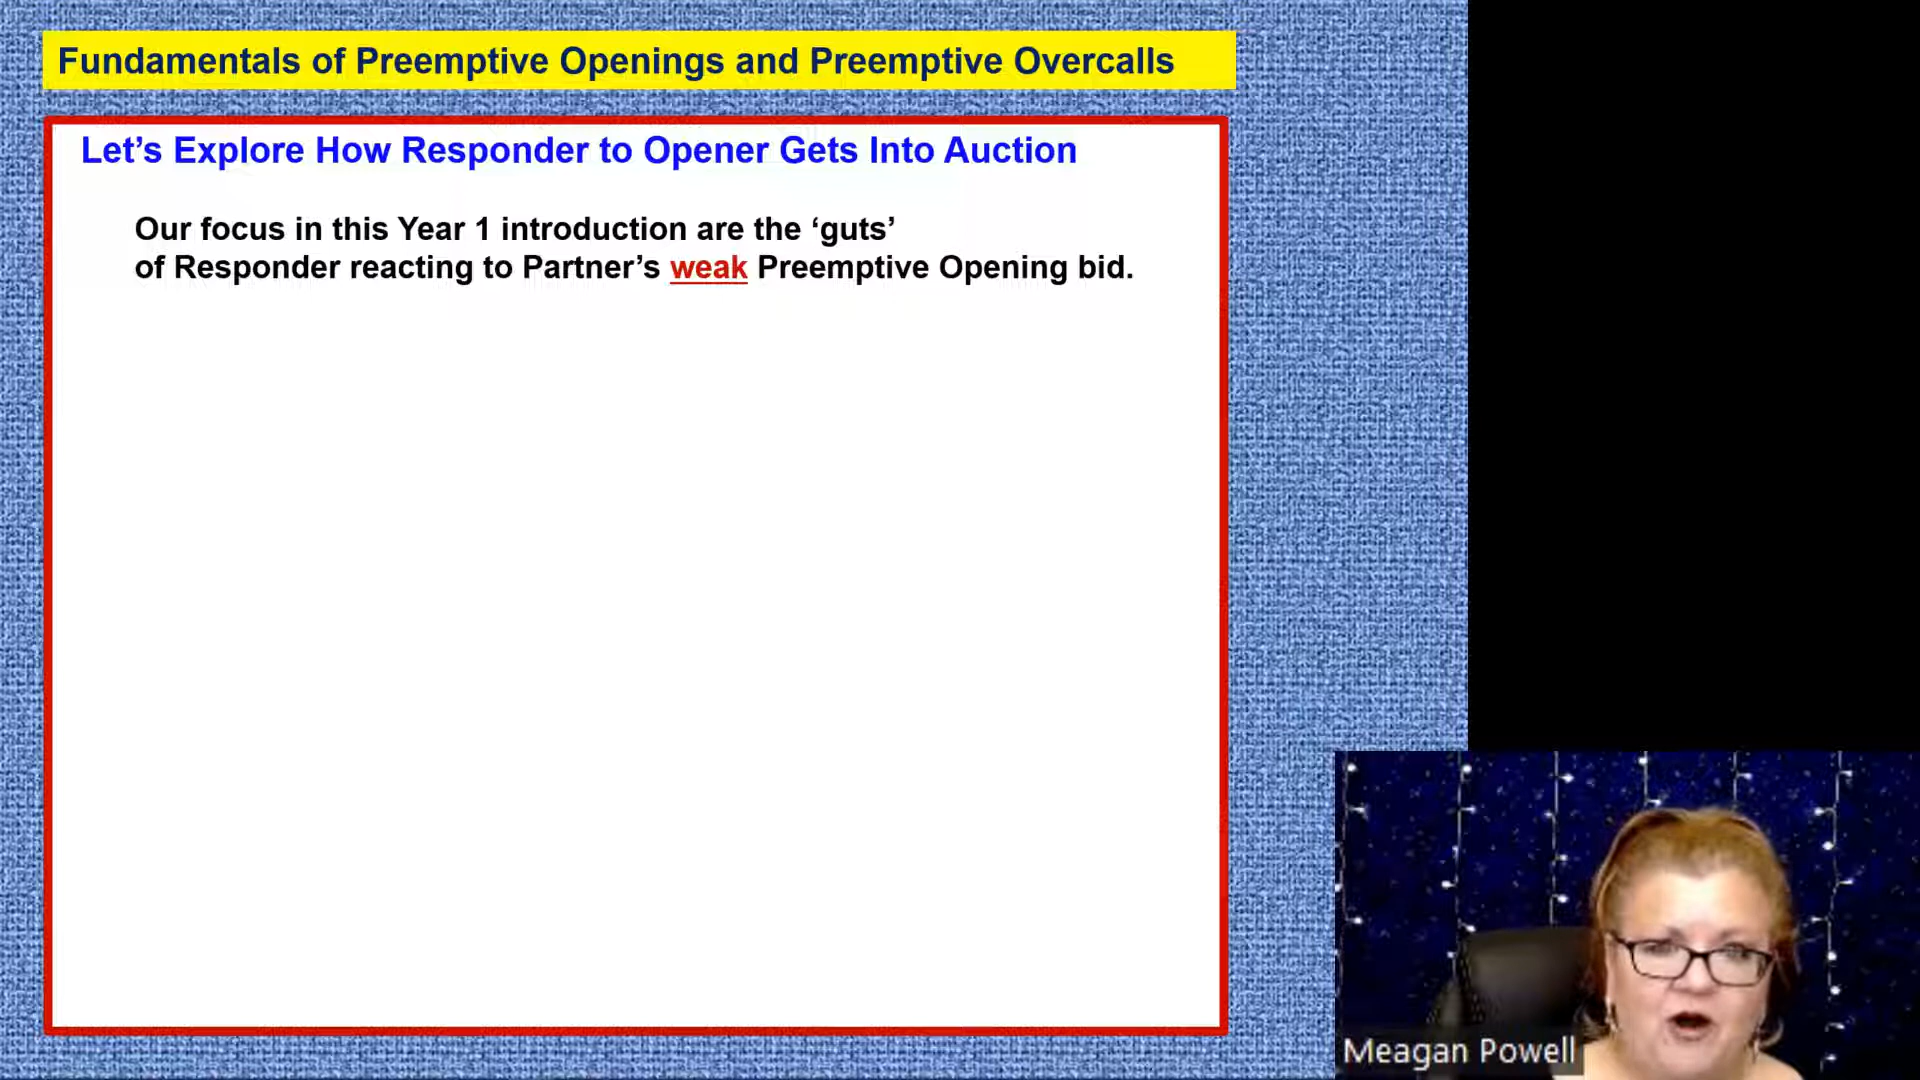 Fundamentals of Preemptive Openings and Preemptive Overcalls
Let’s Explore How Responder to Opener Gets Into Auction
Our focus in this Year 1 introduction are the ‘guts’
of Responder reacting to Partner’s weak Preemptive Opening bid.
Meagan Powell